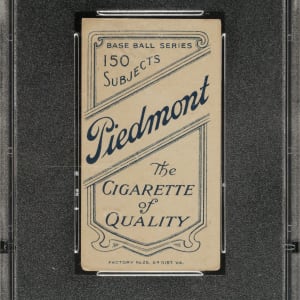 BASE BALL SERIES
150
SUBJECTS
Piedmont
The
CIGARETTE
of
QUALITY
FACTORY No 25, 2ND DIST. VA.